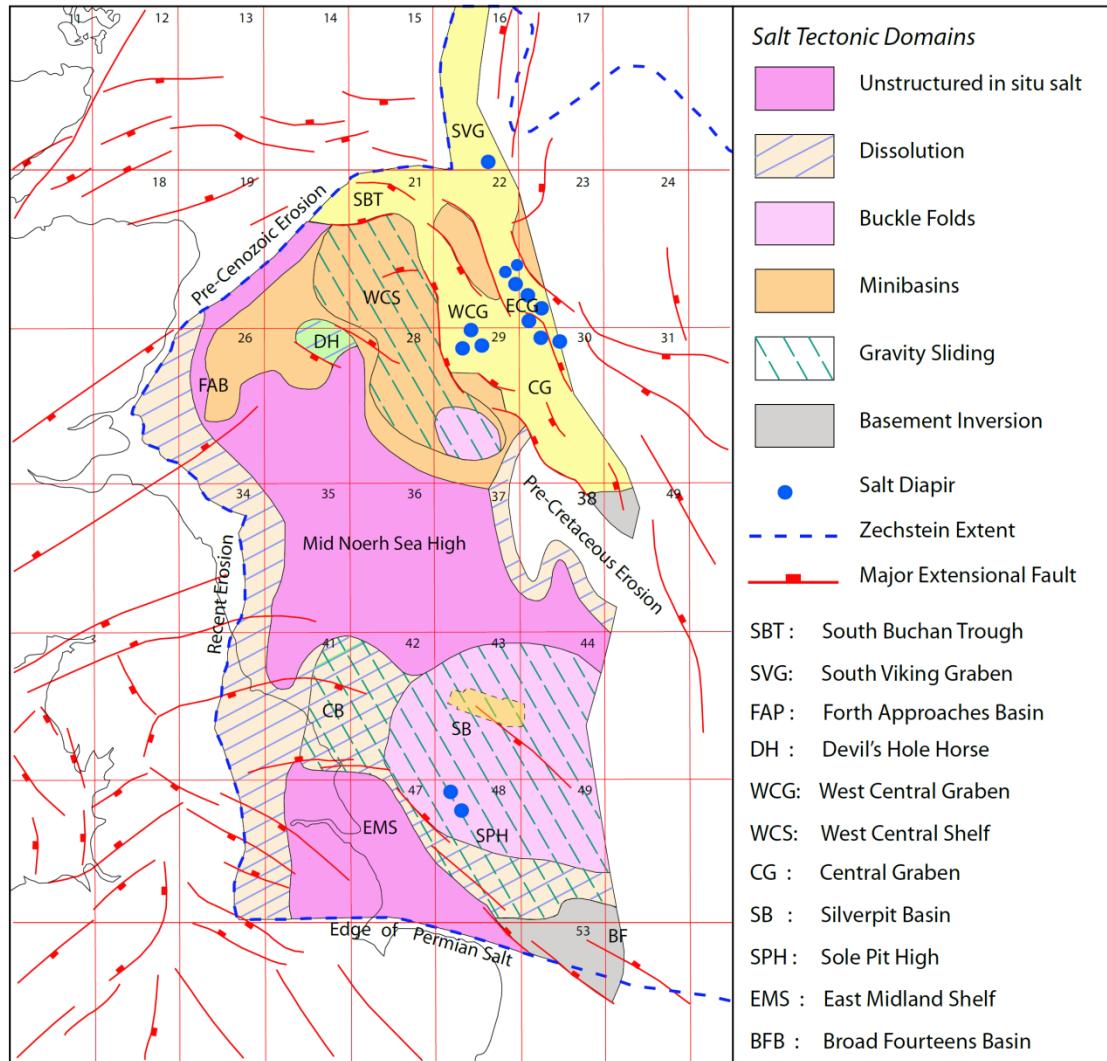 11 12 13 14 15 16 17
SVG
18 19 21 22 23 24
SBT
Pre-Cenozoic Erosion
WCS
WCG
ECG
26 DH 28 29 30 31
FAB
CG
34 35 36 37 38 49
Pre-Cretaceous Erosion
Mid Noerh Sea High
Recent Erosion
41 42 43 44
CB
SB
47 48 49
EMS
SPH
53 BF
Edge of Permian Salt
Salt Tectonic Domains
Unstructured in situ salt
Dissolution
Buckle Folds
Minibasins
Gravity Sliding
Basement Inversion
Salt Diapir
Zechstein Extent
Major Extensional Fault
SBT : South Buchan Trough
SVG: South Viking Graben
FAP : Forth Approaches Basin
DH : Devil's Hole Horse
WCG: West Central Graben
WCS: West Central Shelf
CG : Central Graben
SB : Silverpit Basin
SPH : Sole Pit High
EMS : East Midland Shelf
BFB : Broad Fourteens Basin